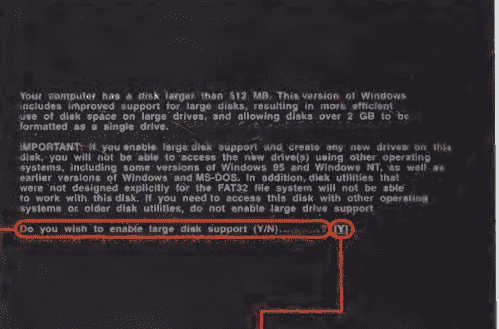 Your computer has a disk larger than 512 MB. This version of Windows
includes improved support for large disks, resulting in more efficient
use of disk space on large drives, and allowing disks over 2 GB to be
formatted as a single drive.
IMPORTANT: If you enable large disk support and create any new drives on this
disk, you will not be able to access the new drive(s) using other operating
systems, including some versions of Windows 95 and Windows NT, as well as
earlier versions of Windows and MS-DOS. In addition, disk utilities that
were not designed explicitly for the FAT32 file system will not be able
to work with this disk. If you need to access this disk with other operating
systems or older disk utilities, do not enable large drive support
Do you wish to enable large disk support (Y/N)...........? [Y]